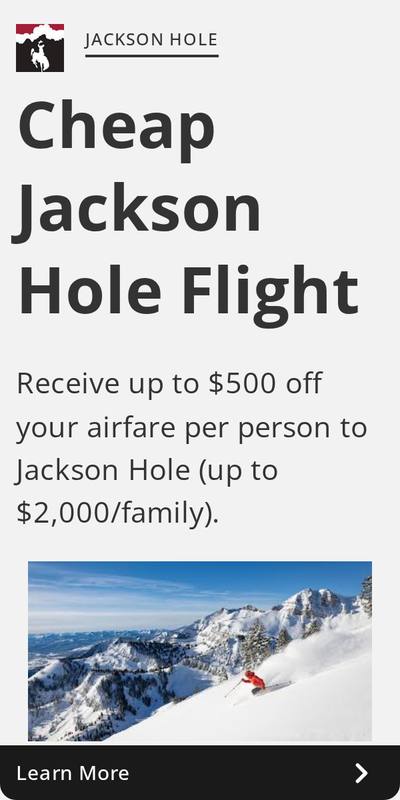 JACKSON HOLE
Cheap
Jackson
Hole Flight
Receive up to $500 off
your airfare per person to
Jackson Hole (up to
$2,000/family).
Learn More